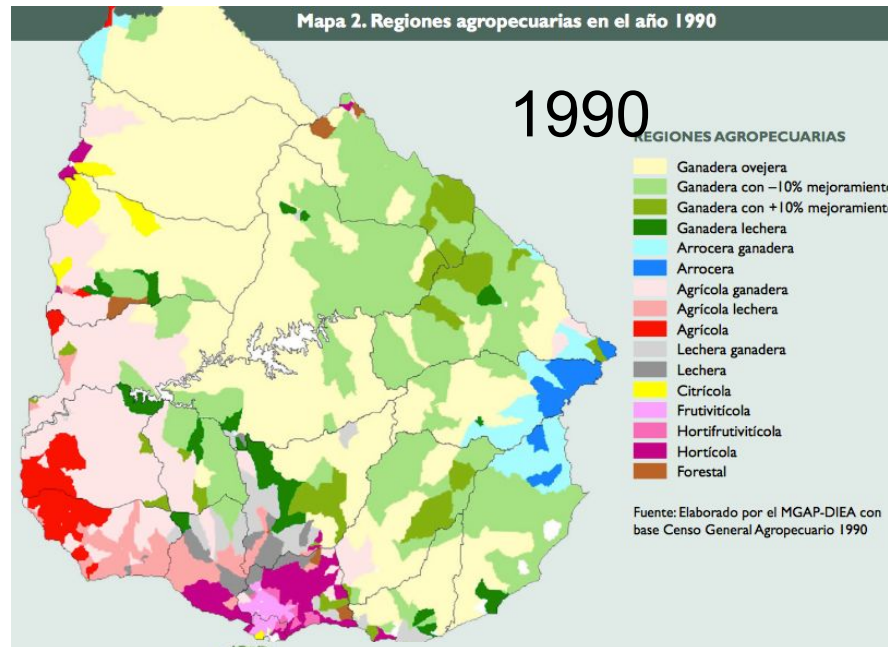 Mapa 2. Regiones agropecuarias en el año 1990
1990
REGIONES AGROPECUARIAS
Ganadera ovejera
Ganadera con –10% mejoramiento
Ganadera con +10% mejoramiento
Ganadera lechera
Arrocera ganadera
Arrocera
Agrícola ganadera
Agrícola lechera
Agrícola
Lechera ganadera
Lechera
Citrícola
Frutivitícola
Hortifrutivitícola
Hortícola
Forestal
Fuente: Elaborado por el MGAP-DIEA con
base Censo General Agropecuario 1990